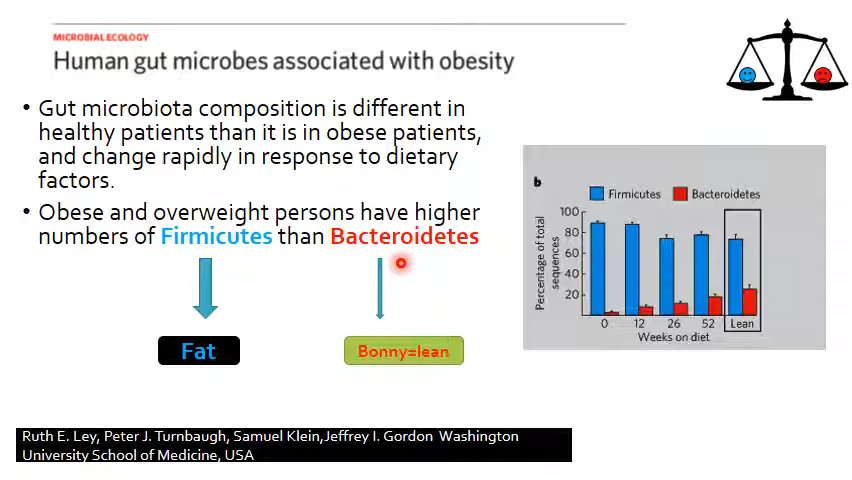 MICROBIAL ECOLOGY
Human gut microbes associated with obesity
• Gut microbiota composition is different in
healthy patients than it is in obese patients,
and change rapidly in response to dietary
factors.
• Obese and overweight persons have higher
numbers of Firmicutes than Bacteroidetes
Fat
Bonny=lean
b
Firmicutes
Bacteroidetes
Percentage of total
sequences
100
80
60
40
20
0 12 26 52 Lean
Weeks on diet
Ruth E. Ley, Peter J. Turnbaugh, Samuel Klein,Jeffrey I. Gordon Washington
University School of Medicine, USA